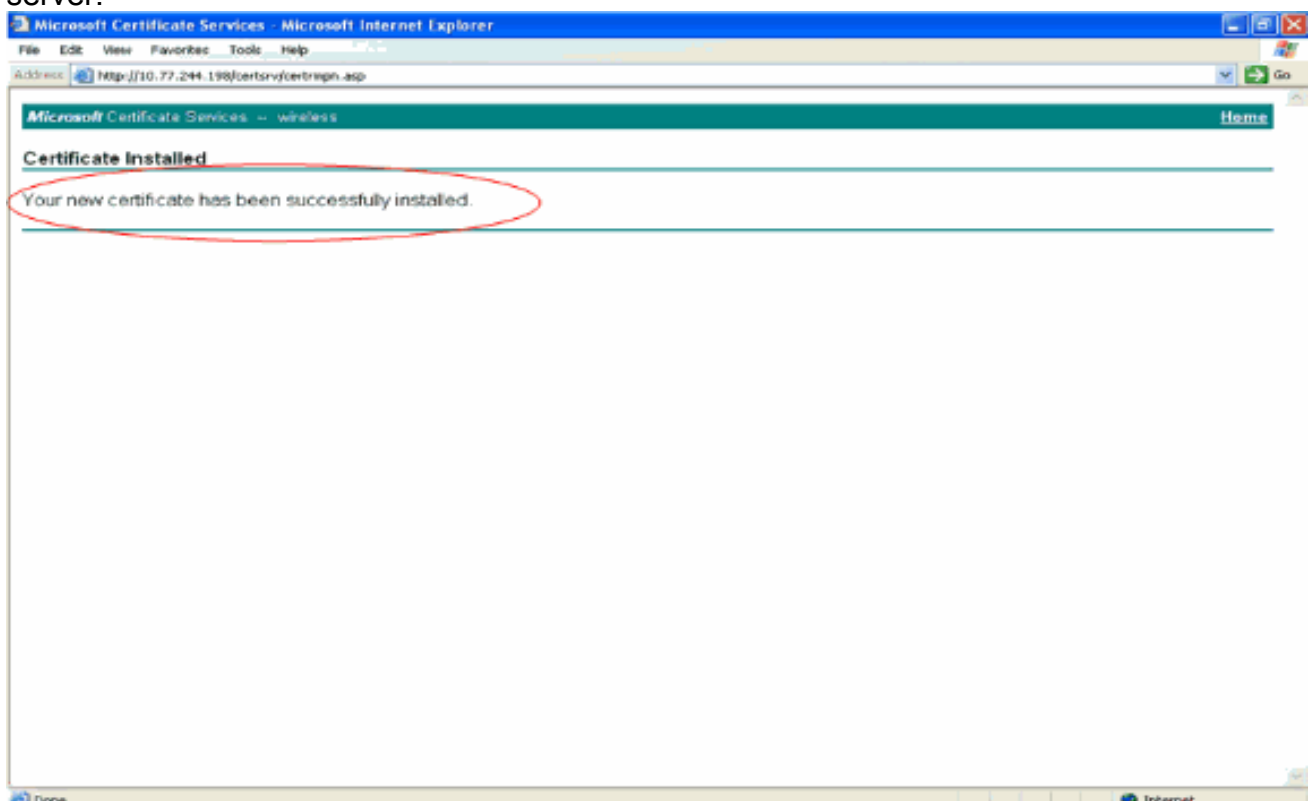 server.
Microsoft Certificate Services - Microsoft Internet Explorer
File Edit View Favorites Tools Help
Address http://10.77.244.198/certsrv/certrmpn.asp Go
Microsoft Certificate Services -- wireless Home
Certificate Installed
Your new certificate has been successfully installed.
Done Internet